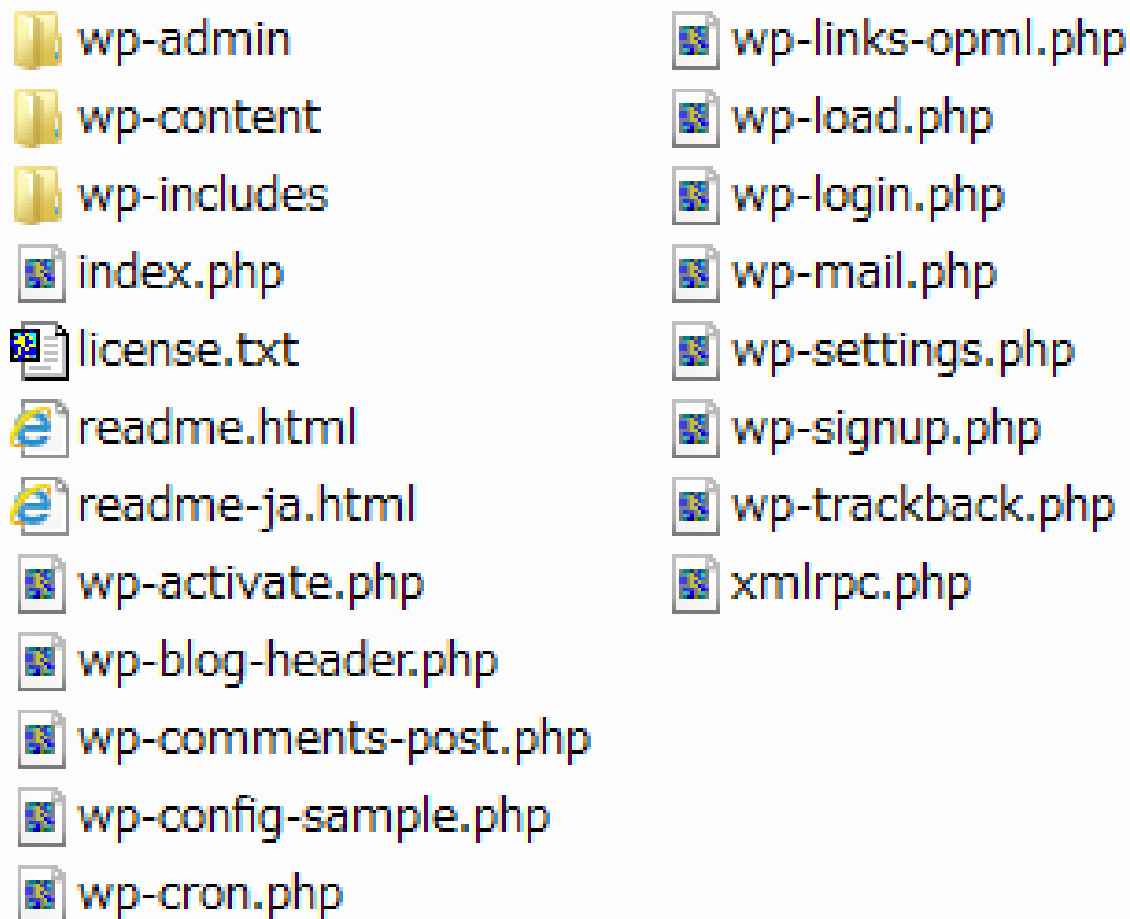 wp-admin
wp-content
wp-includes
index.php
license.txt
readme.html
readme-ja.html
wp-activate.php
wp-blog-header.php
wp-comments-post.php
wp-config-sample.php
wp-cron.php
wp-links-opml.php
wp-load.php
wp-login.php
wp-mail.php
wp-settings.php
wp-signup.php
wp-trackback.php
xmlrpc.php